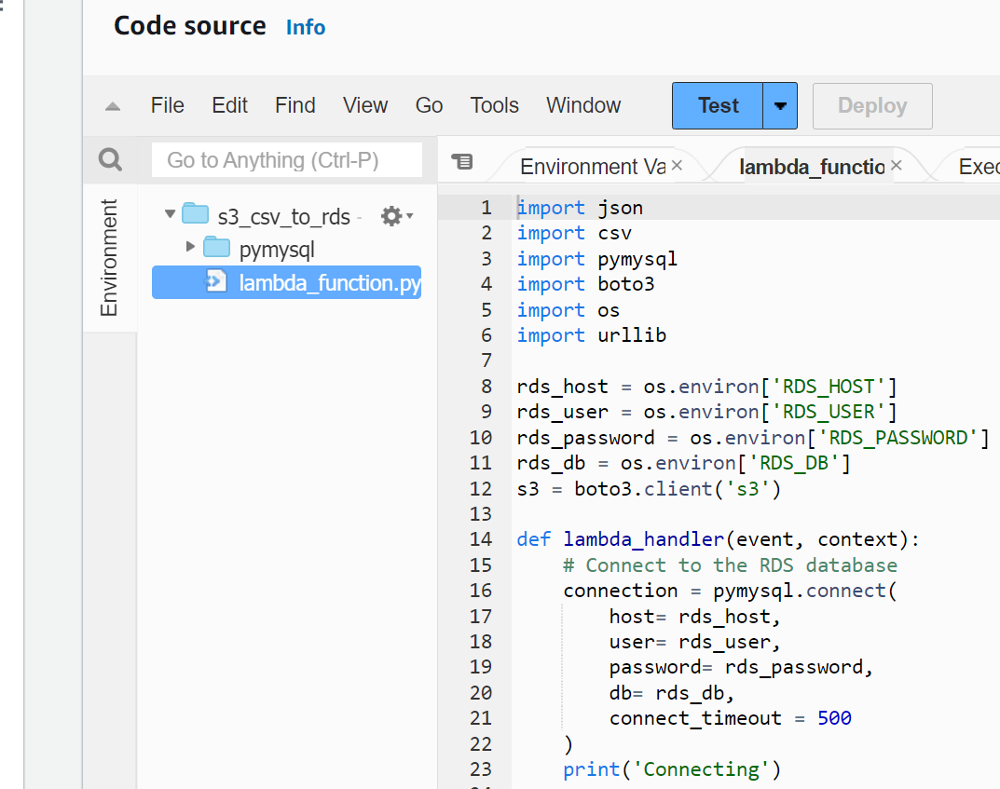 Code source Info
File Edit Find View Go Tools Window Test Deploy
Go to Anything (Ctrl-P)
Environment Va × lambda_functio × Exec
Environment
s3_csv_to_rds -
pymysql
lambda_function.py
1 import json
2 import csv
3 import pymysql
4 import boto3
5 import os
6 import urllib
7
8 rds_host = os.environ['RDS_HOST']
9 rds_user = os.environ['RDS_USER']
10 rds_password = os.environ['RDS_PASSWORD']
11 rds_db = os.environ['RDS_DB']
12 s3 = boto3.client('s3')
13
14 def lambda_handler(event, context):
15     # Connect to the RDS database
16     connection = pymysql.connect(
17         host= rds_host,
18         user= rds_user,
19         password= rds_password,
20         db= rds_db,
21         connect_timeout = 500
22     )
23     print('Connecting')